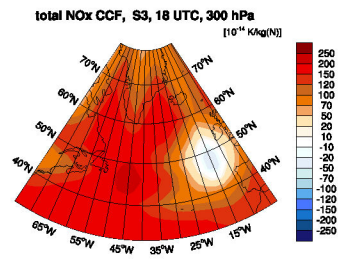 total NOx CCF, S3, 18 UTC, 300 hPa
[10⁻¹⁴ K/kg(N)]
70°N
70°N
60°N
60°N
50°N
50°N
40°N
40°N
65°W
55°W
45°W
35°W
25°W
15°W
250
200
150
120
100
70
50
20
10
-10
-20
-50
-70
-100
-120
-150
-200
-250